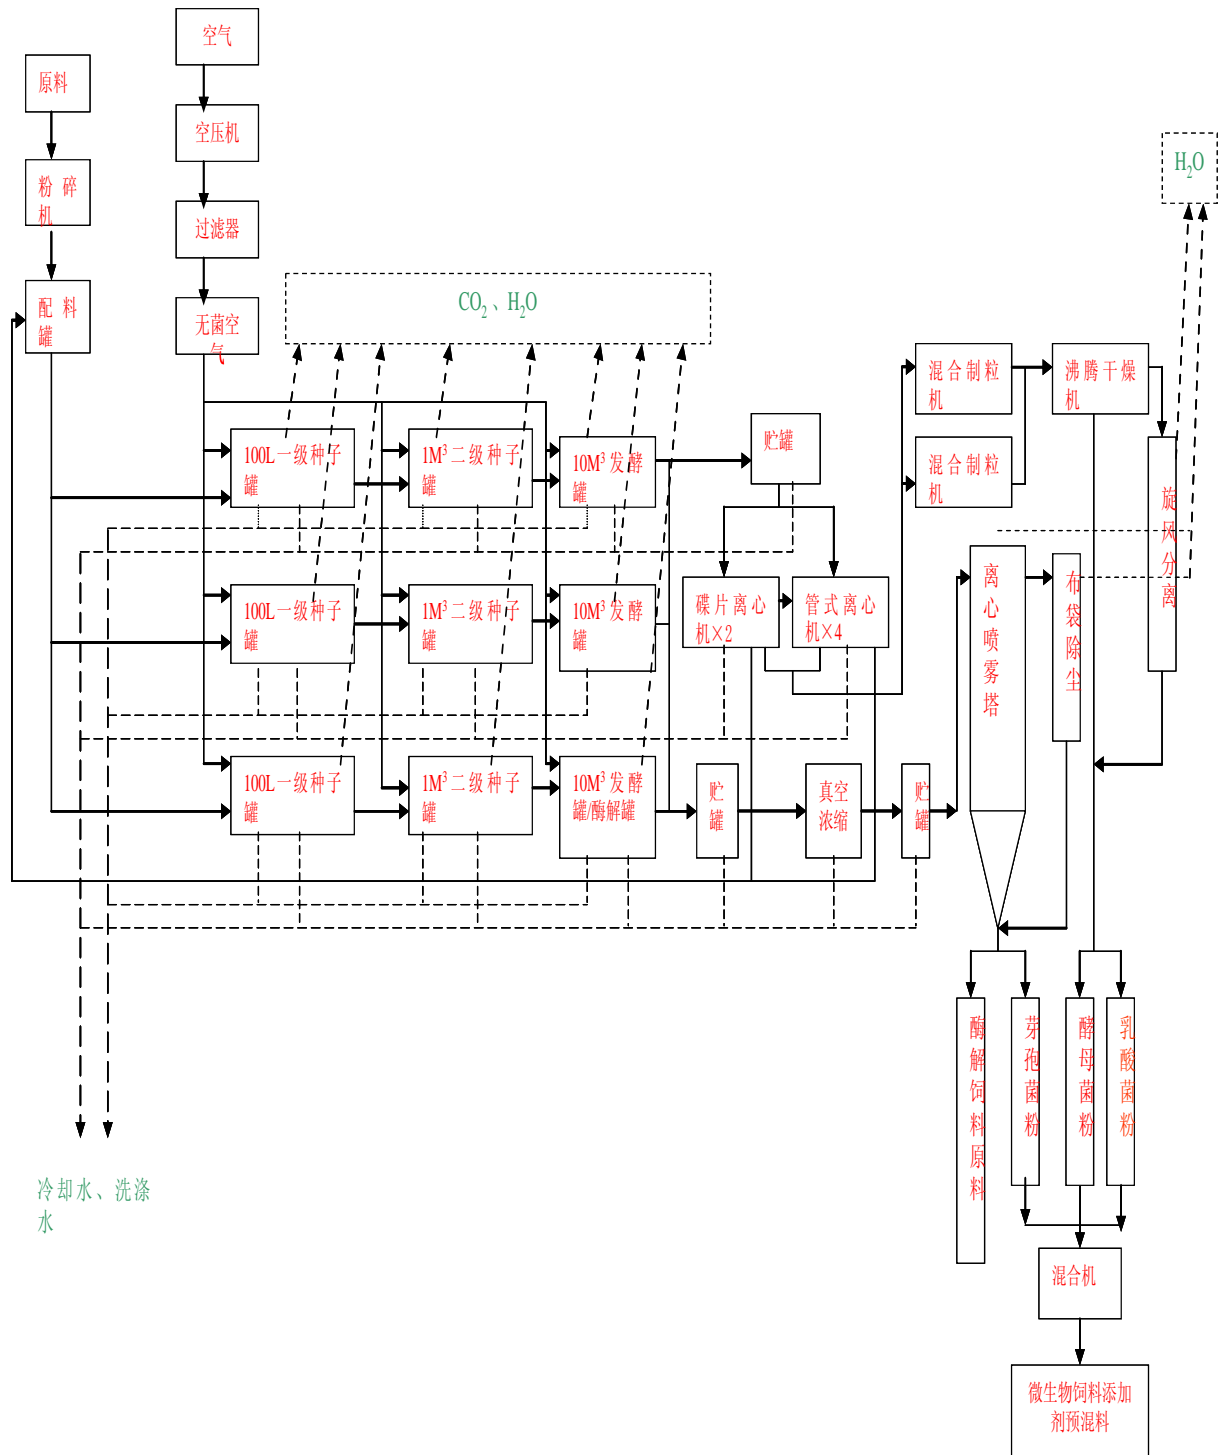 空气
原料
空压机
粉碎
机
过滤器
H₂O
配料
罐
无菌空
气
CO₂、H₂O
混合制粒
机
沸腾干燥
机
100L一级种子
罐
1M³二级种子
罐
10M³发酵
罐
贮罐
混合制粒
机
旋
风
分
离
100L一级种子
罐
1M³二级种子
罐
10M³发酵
罐
碟片离心
机×2
管式离心
机×4
离
心
喷
雾
塔
布
袋
除
尘
100L一级种子
罐
1M³二级种子
罐
10M³发酵
罐/酶解罐
贮
罐
真空
浓缩
贮
罐
酶
解
饲
料
原
料
芽
孢
菌
粉
酵
母
菌
粉
乳
酸
菌
粉
冷却水、洗涤
水
混合机
微生物饲料添加
剂预混料